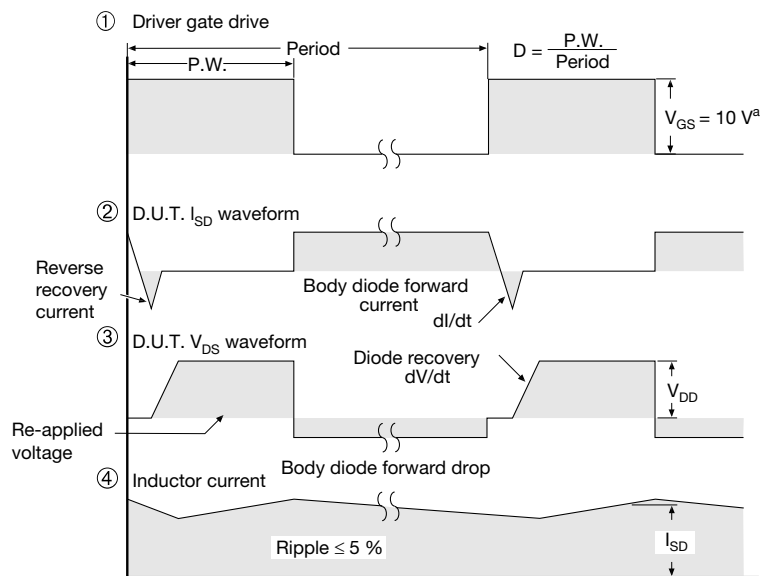 ① Driver gate drive
Period
P.W.
D = P.W. / Period
V_GS = 10 V^a
② D.U.T. I_SD waveform
Reverse
recovery
current
Body diode forward
current
dI/dt
③ D.U.T. V_DS waveform
Diode recovery
dV/dt
V_DD
Re-applied
voltage
Body diode forward drop
④ Inductor current
Ripple ≤ 5 %
I_SD